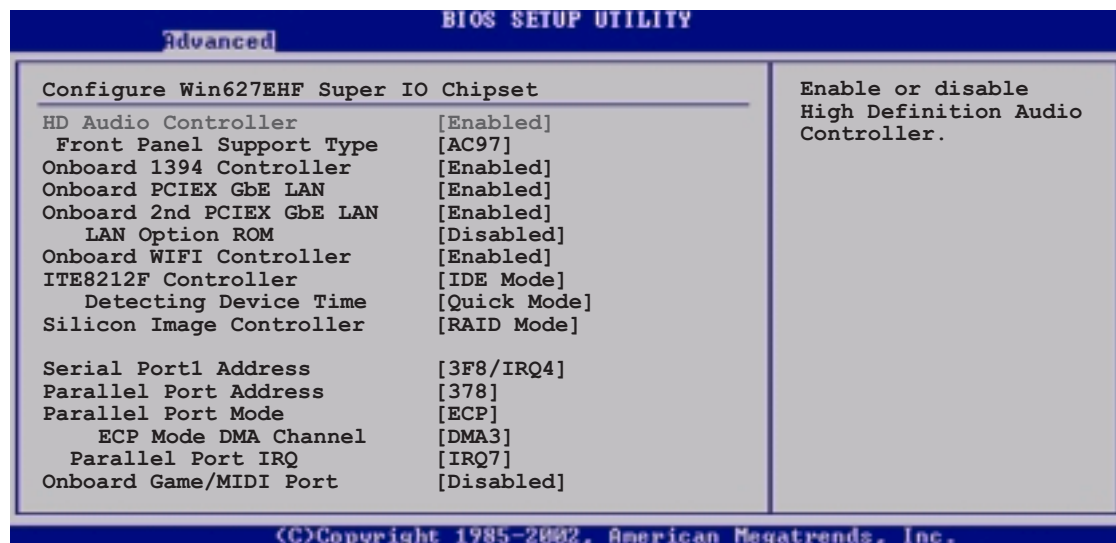 BIOS SETUP UTILITY
Advanced
Configure Win627EHF Super IO Chipset
HD Audio Controller [Enabled]
Front Panel Support Type [AC97]
Onboard 1394 Controller [Enabled]
Onboard PCIEX GbE LAN [Enabled]
Onboard 2nd PCIEX GbE LAN [Enabled]
LAN Option ROM [Disabled]
Onboard WIFI Controller [Enabled]
ITE8212F Controller [IDE Mode]
Detecting Device Time [Quick Mode]
Silicon Image Controller [RAID Mode]
Serial Port1 Address [3F8/IRQ4]
Parallel Port Address [378]
Parallel Port Mode [ECP]
ECP Mode DMA Channel [DMA3]
Parallel Port IRQ [IRQ7]
Onboard Game/MIDI Port [Disabled]
Enable or disable
High Definition Audio
Controller.
(C)Copyright 1985-2002, American Megatrends, Inc.